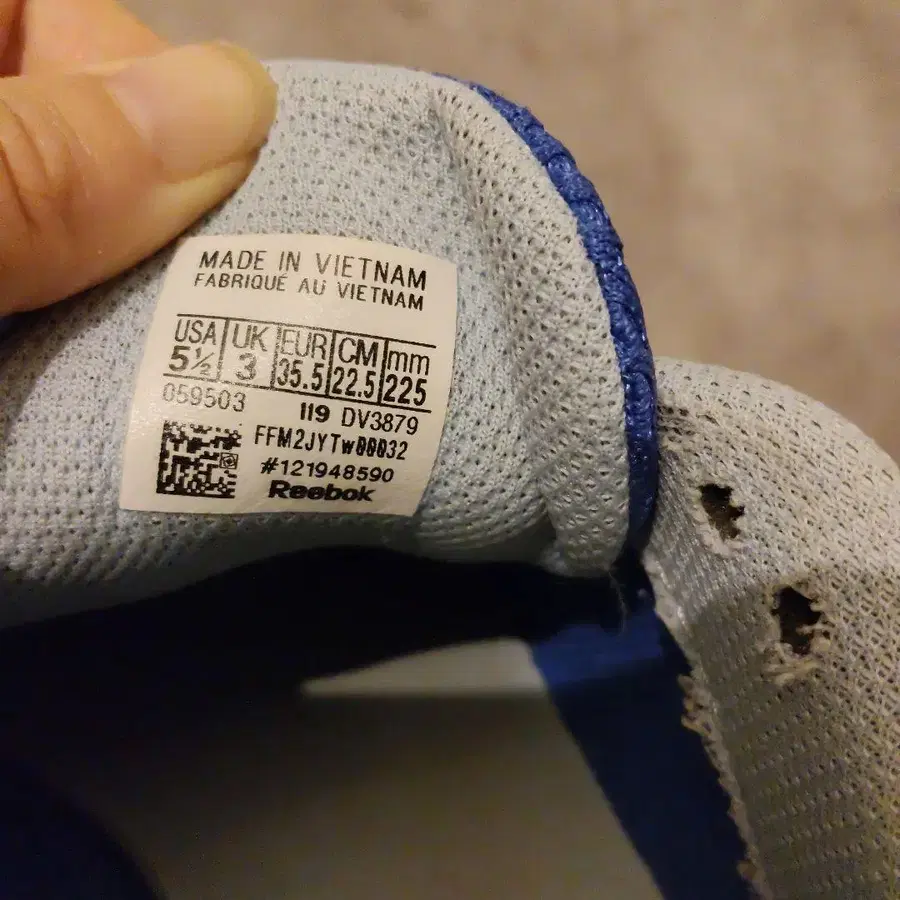 MADE IN VIETNAM
FABRIQUÉ AU VIETNAM
USA UK EUR CM mm
5½ 3 35.5 22.5 225
059503 119 DV3879
#121948590
Reebok